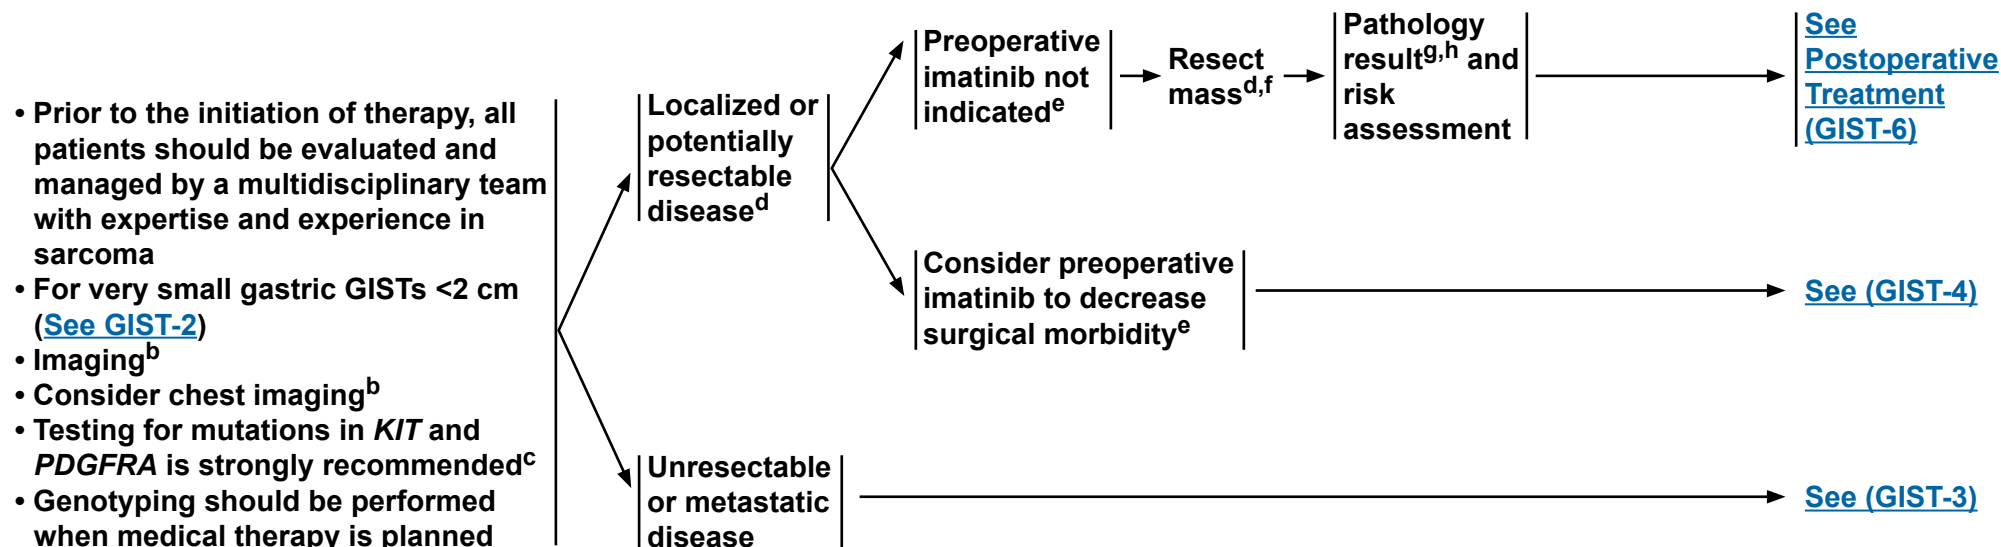 • Prior to the initiation of therapy, all
patients should be evaluated and
managed by a multidisciplinary team
with expertise and experience in
sarcoma
• For very small gastric GISTs <2 cm
(See GIST-2)
• Imagingb
• Consider chest imagingb
• Testing for mutations in KIT and
PDGFRA is strongly recommendedc
• Genotyping should be performed
when medical therapy is planned
Localized or
potentially
resectable
diseased
Unresectable
or metastatic
disease
Preoperative
imatinib not
indicatede
Resect
massd,f
Pathology
resultg,h and
risk
assessment
See
Postoperative
Treatment
(GIST-6)
Consider preoperative
imatinib to decrease
surgical morbiditye
See (GIST-4)
See (GIST-3)